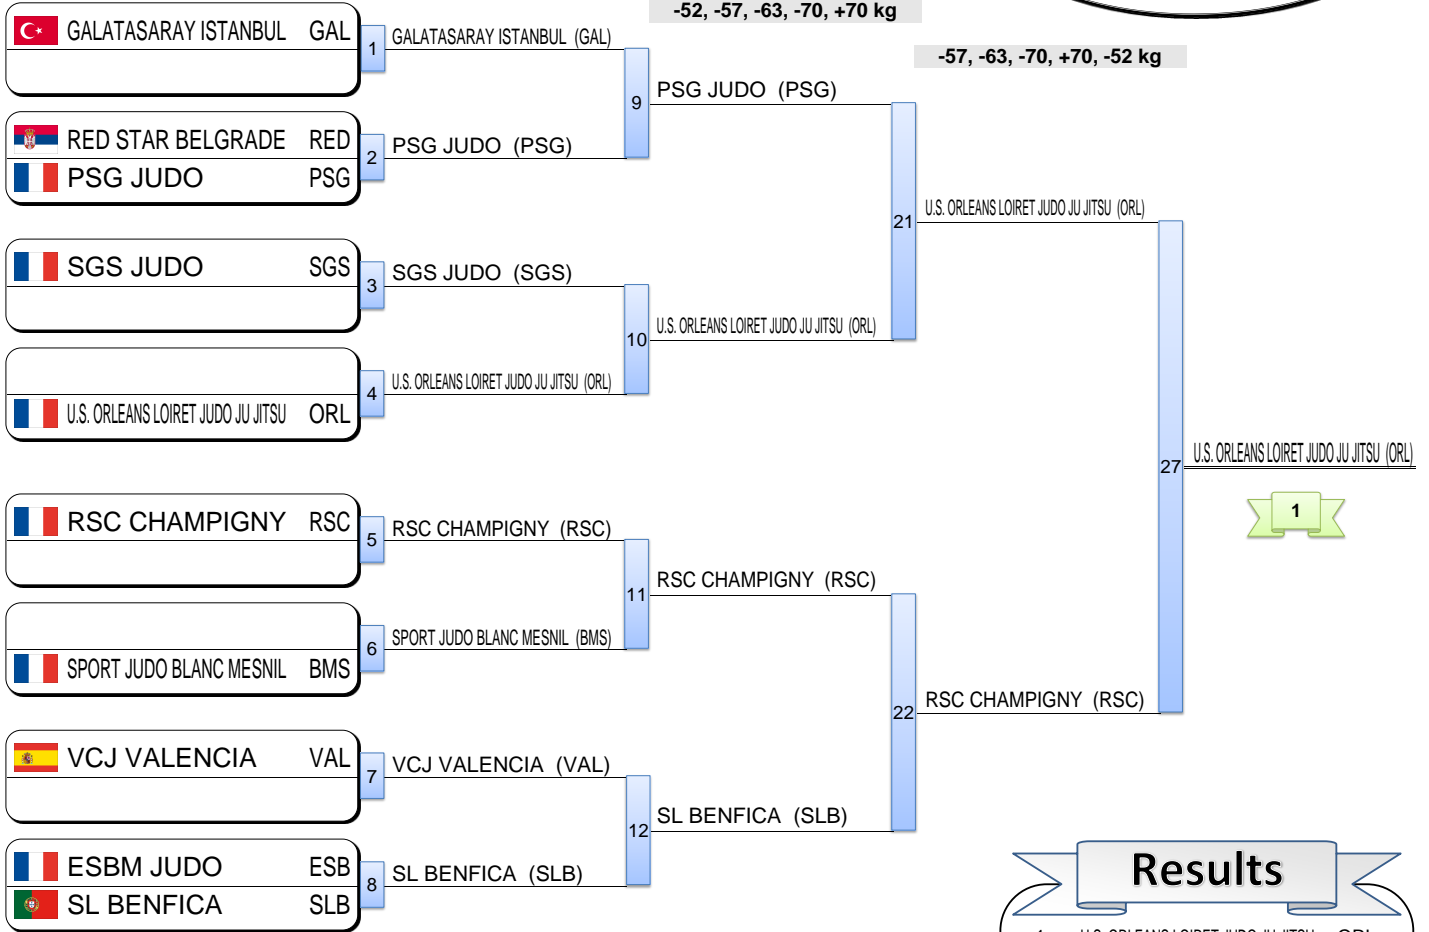 -52, -57, -63, -70, +70 kg
-57, -63, -70, +70, -52 kg
GALATASARAY ISTANBUL GAL
1
GALATASARAY ISTANBUL (GAL)
9
PSG JUDO (PSG)
RED STAR BELGRADE RED
PSG JUDO PSG
2
PSG JUDO (PSG)
21
U.S. ORLEANS LOIRET JUDO JU JITSU (ORL)
SGS JUDO SGS
3
SGS JUDO (SGS)
10
U.S. ORLEANS LOIRET JUDO JU JITSU (ORL)
U.S. ORLEANS LOIRET JUDO JU JITSU ORL
4
U.S. ORLEANS LOIRET JUDO JU JITSU (ORL)
27
U.S. ORLEANS LOIRET JUDO JU JITSU (ORL)
1
RSC CHAMPIGNY RSC
5
RSC CHAMPIGNY (RSC)
11
RSC CHAMPIGNY (RSC)
SPORT JUDO BLANC MESNIL BMS
6
SPORT JUDO BLANC MESNIL (BMS)
22
RSC CHAMPIGNY (RSC)
VCJ VALENCIA VAL
7
VCJ VALENCIA (VAL)
12
SL BENFICA (SLB)
ESBM JUDO ESB
SL BENFICA SLB
8
SL BENFICA (SLB)
Results
U.S. ORLEANS LOIRET JUDO JU JITSU ORL